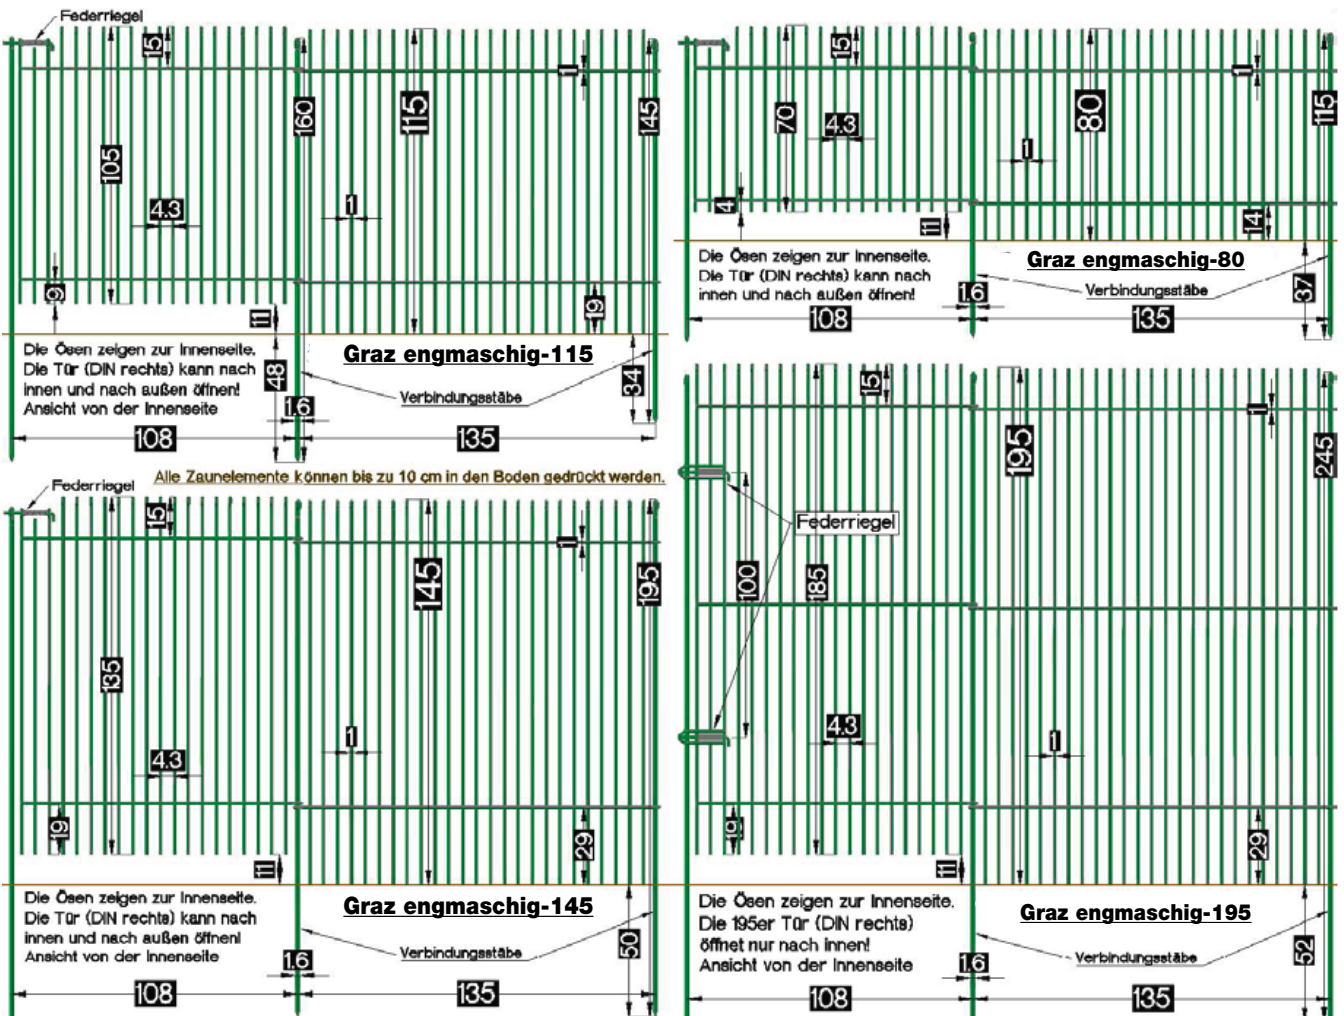 Federriegel
15
105
4.3
9
11
160
115
1
1
145
19
Die Ösen zeigen zur Innenseite.
Die Tür (DIN rechts) kann nach
innen und nach außen öffnen!
Ansicht von der Innenseite
48
1.6
Graz engmaschig-115
Verbindungsstäbe
34
108
135
15
70
4.3
4
11
80
1
1
115
14
Die Ösen zeigen zur Innenseite.
Die Tür (DIN rechts) kann nach
innen und nach außen öffnen!
Graz engmaschig-80
Verbindungsstäbe
1.6
37
108
135
Alle Zaunelemente können bis zu 10 cm in den Boden gedrückt werden.
Federriegel
15
135
4.3
19
11
145
1
1
195
29
Die Ösen zeigen zur Innenseite.
Die Tür (DIN rechts) kann nach
innen und nach außen öffnen!
Ansicht von der Innenseite
Graz engmaschig-145
Verbindungsstäbe
1.6
50
108
135
15
Federriegel
100
185
4.3
19
11
195
1
1
245
29
Die Ösen zeigen zur Innenseite.
Die 195er Tür (DIN rechts)
öffnet nur nach innen!
Ansicht von der Innenseite
Graz engmaschig-195
Verbindungsstäbe
1.6
52
108
135